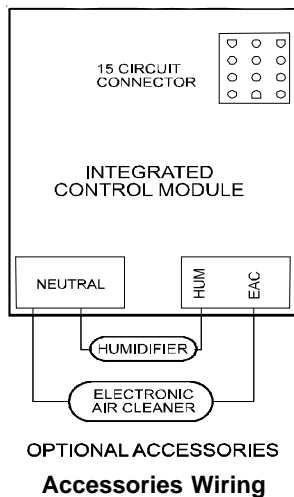 15 CIRCUIT
CONNECTOR
INTEGRATED
CONTROL MODULE
NEUTRAL
HUM
EAC
HUMIDIFIER
ELECTRONIC
AIR CLEANER
OPTIONAL ACCESSORIES
Accessories Wiring